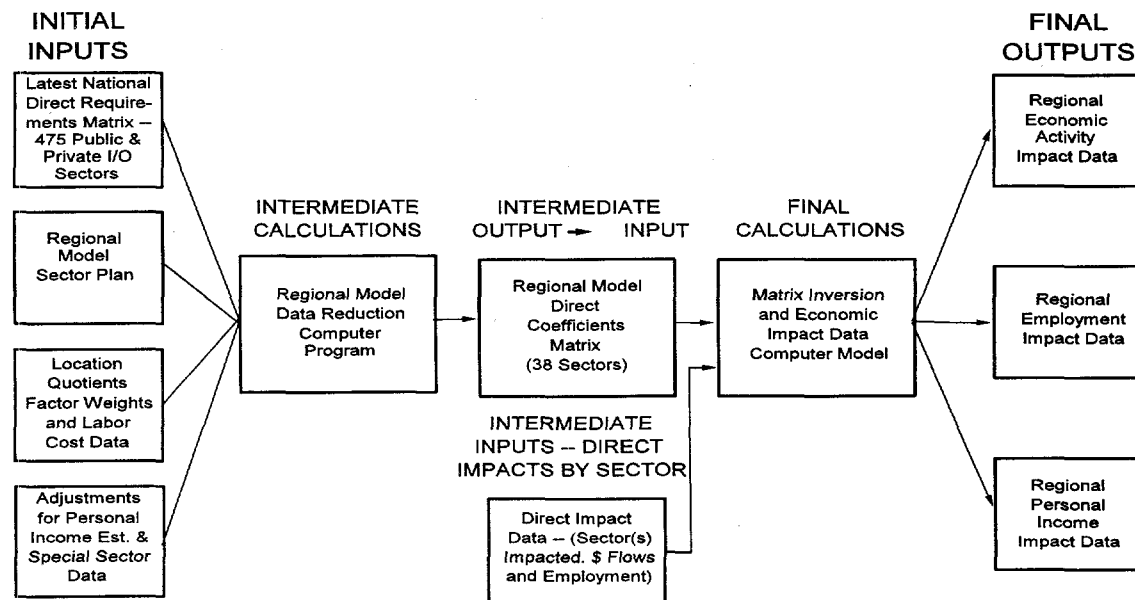 INITIAL
INPUTS
Latest National
Direct Require-
ments Matrix --
475 Public &
Private I/O
Sectors
Regional
Model
Sector Plan
Location
Quotients
Factor Weights
and Labor
Cost Data
Adjustments
for Personal
Income Est. &
Special Sector
Data
INTERMEDIATE
CALCULATIONS
Regional Model
Data Reduction
Computer
Program
INTERMEDIATE
OUTPUT → INPUT
Regional Model
Direct
Coefficients
Matrix
(38 Sectors)
INTERMEDIATE
INPUTS -- DIRECT
IMPACTS BY SECTOR
Direct Impact
Data -- (Sector(s)
Impacted. $ Flows
and Employment)
FINAL
CALCULATIONS
Matrix Inversion
and Economic
Impact Data
Computer Model
FINAL
OUTPUTS
Regional
Economic
Activity
Impact Data
Regional
Employment
Impact Data
Regional
Personal
Income
Impact Data